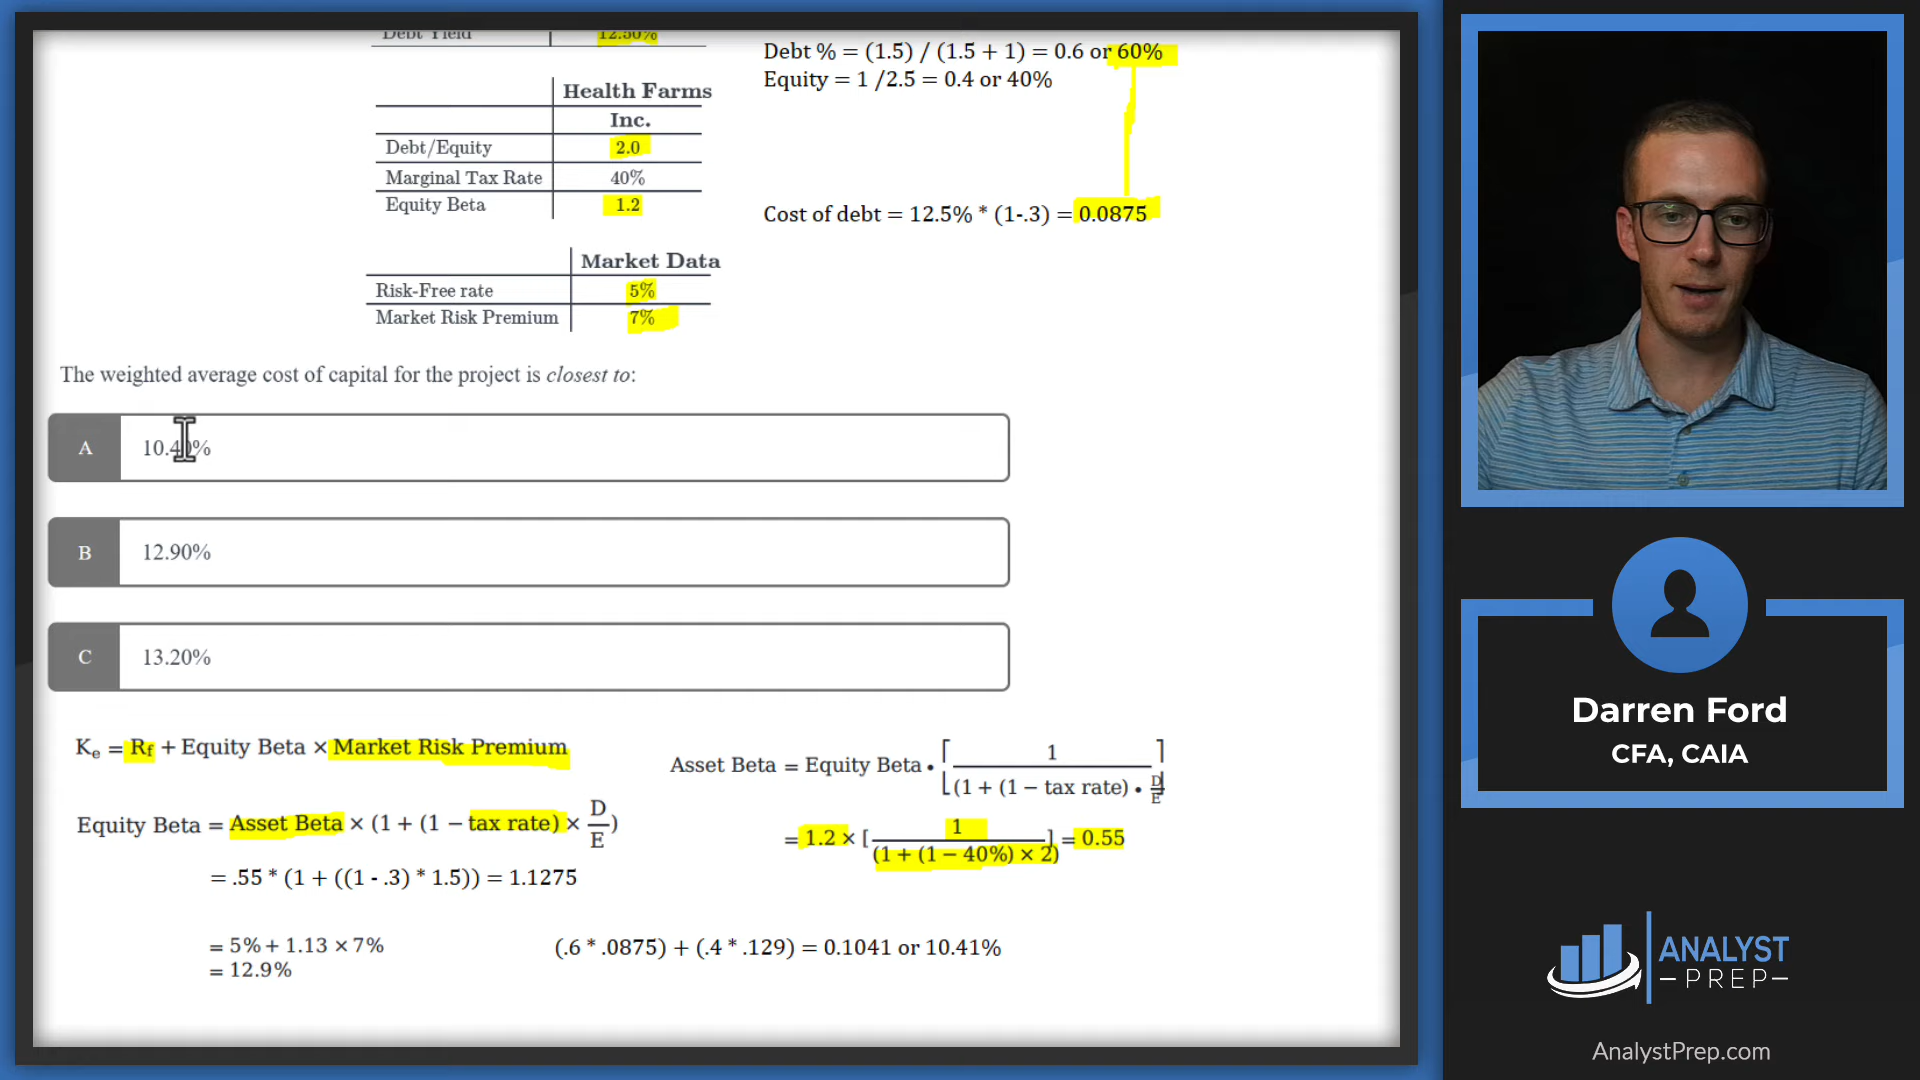 Debt Yield 12.50%
Debt % = (1.5) / (1.5 + 1) = 0.6 or 60%
Equity = 1 /2.5 = 0.4 or 40%
Health Farms
Inc.
Debt/Equity 2.0
Marginal Tax Rate 40%
Equity Beta 1.2
Cost of debt = 12.5% * (1-.3) = 0.0875
Market Data
Risk-Free rate 5%
Market Risk Premium 7%
The weighted average cost of capital for the project is closest to:
A 10.40%
B 12.90%
C 13.20%
Kₑ = R_f + Equity Beta × Market Risk Premium
Asset Beta = Equity Beta • [ 1 / (1 + (1 − tax rate) • D/E ]
Equity Beta = Asset Beta × (1 + (1 − tax rate) × D/E)
= 1.2 × [ 1 / (1 + (1 − 40%) × 2) ] = 0.55
= .55 * (1 + ((1 - .3) * 1.5)) = 1.1275
= 5% + 1.13 × 7%
= 12.9%
(.6 * .0875) + (.4 * .129) = 0.1041 or 10.41%
Darren Ford
CFA, CAIA
ANALYST
PREP
AnalystPrep.com